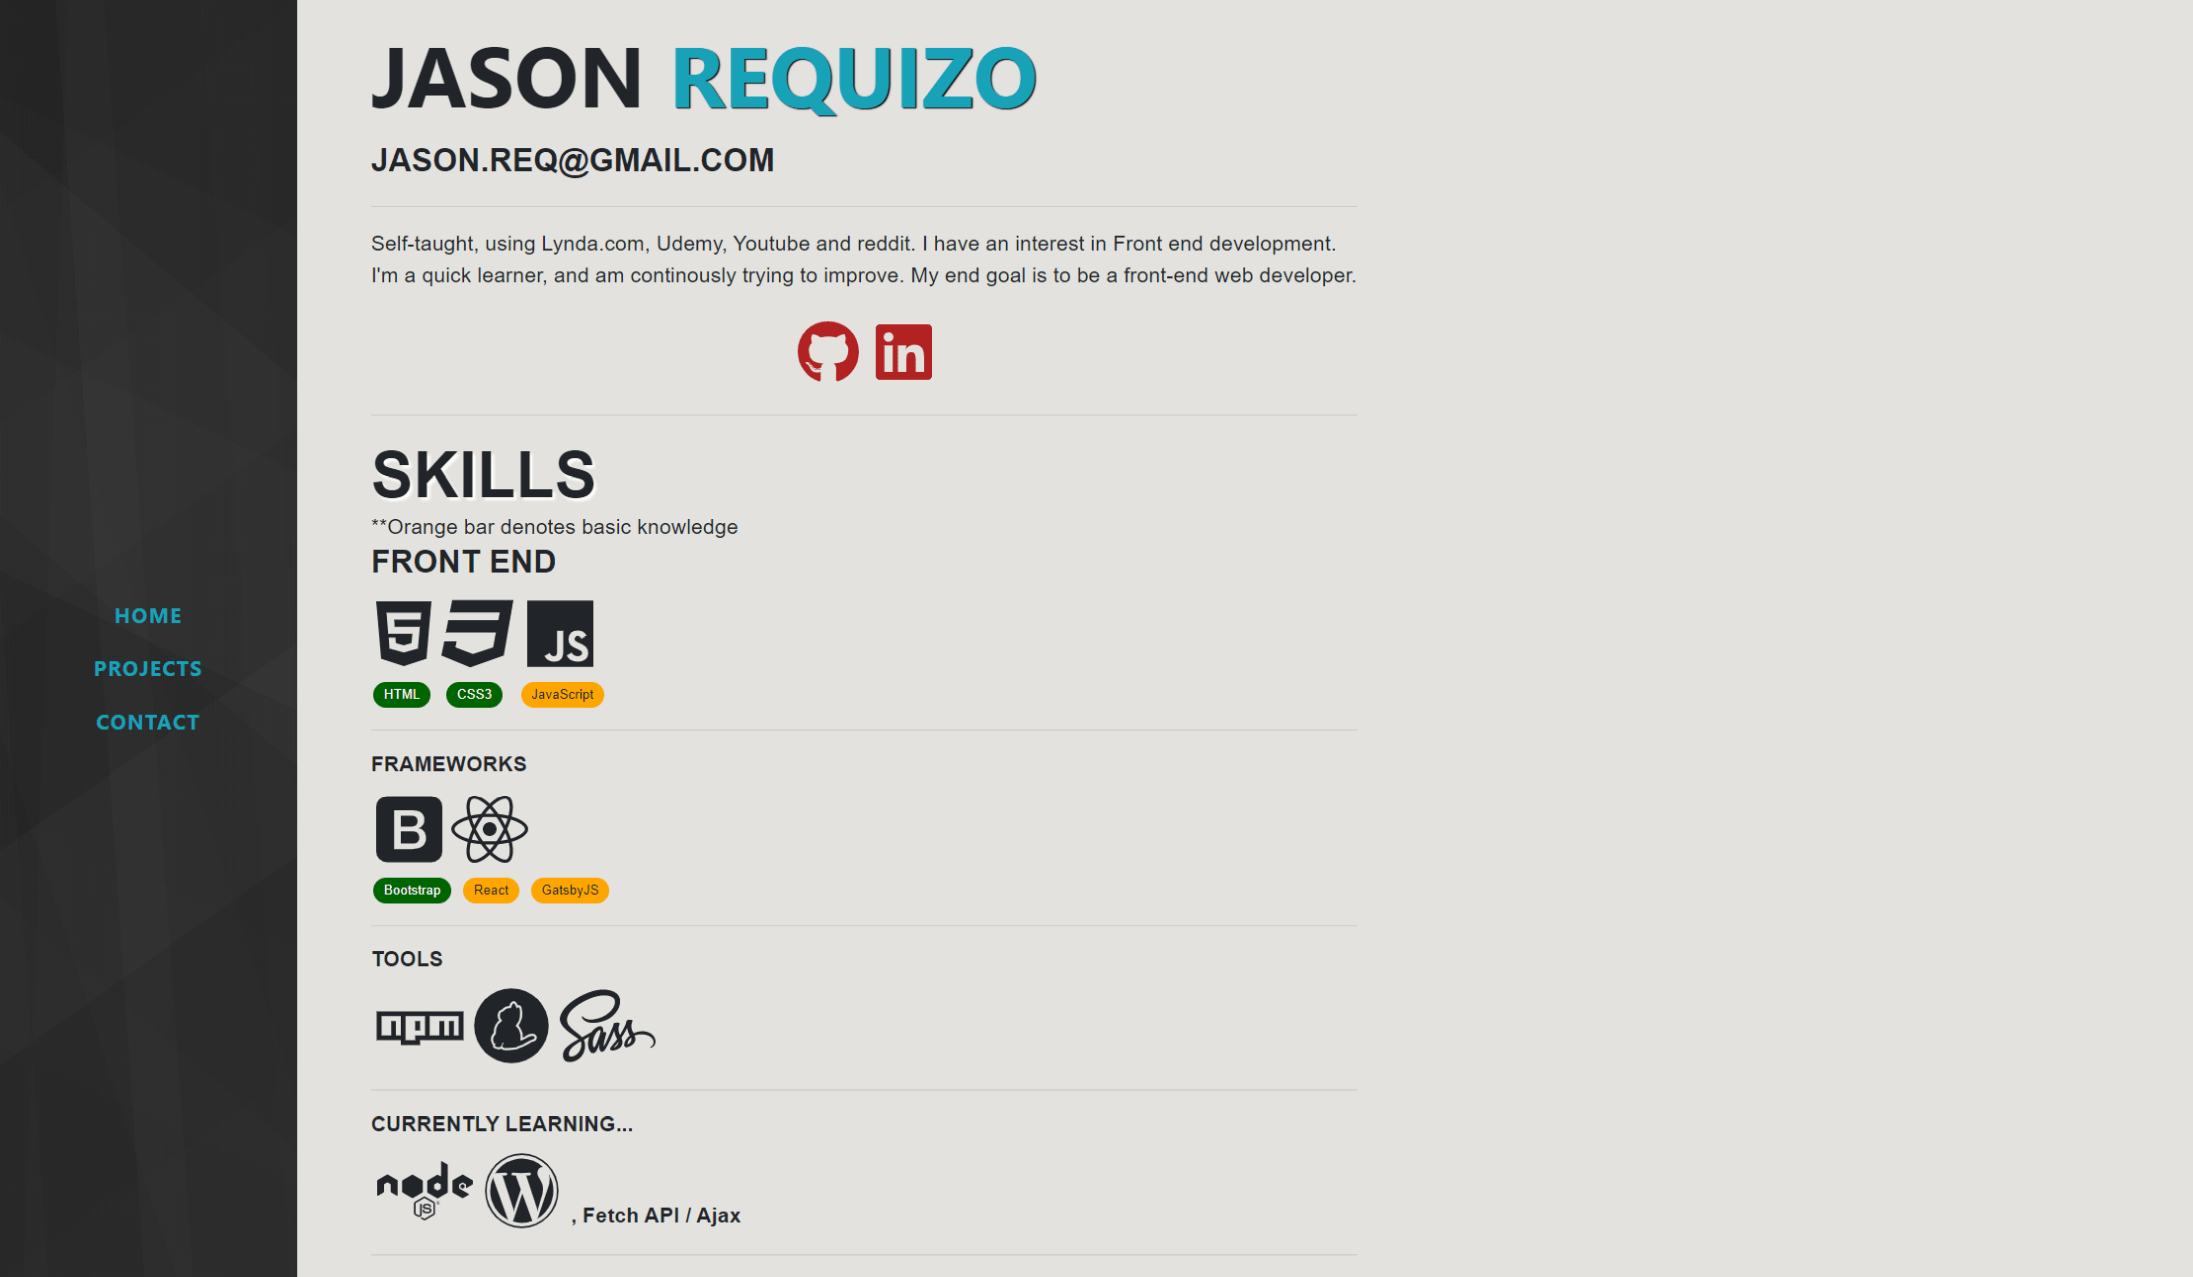 JASON REQUIZO
JASON.REQ@GMAIL.COM
Self-taught, using Lynda.com, Udemy, Youtube and reddit. I have an interest in Front end development.
I'm a quick learner, and am continously trying to improve. My end goal is to be a front-end web developer.
in
SKILLS
**Orange bar denotes basic knowledge
FRONT END
5 JS
HTML CSS3 JavaScript
HOME
PROJECTS
CONTACT
FRAMEWORKS
B
Bootstrap React GatsbyJS
TOOLS
npm Sass
CURRENTLY LEARNING...
node JS W , Fetch API / Ajax